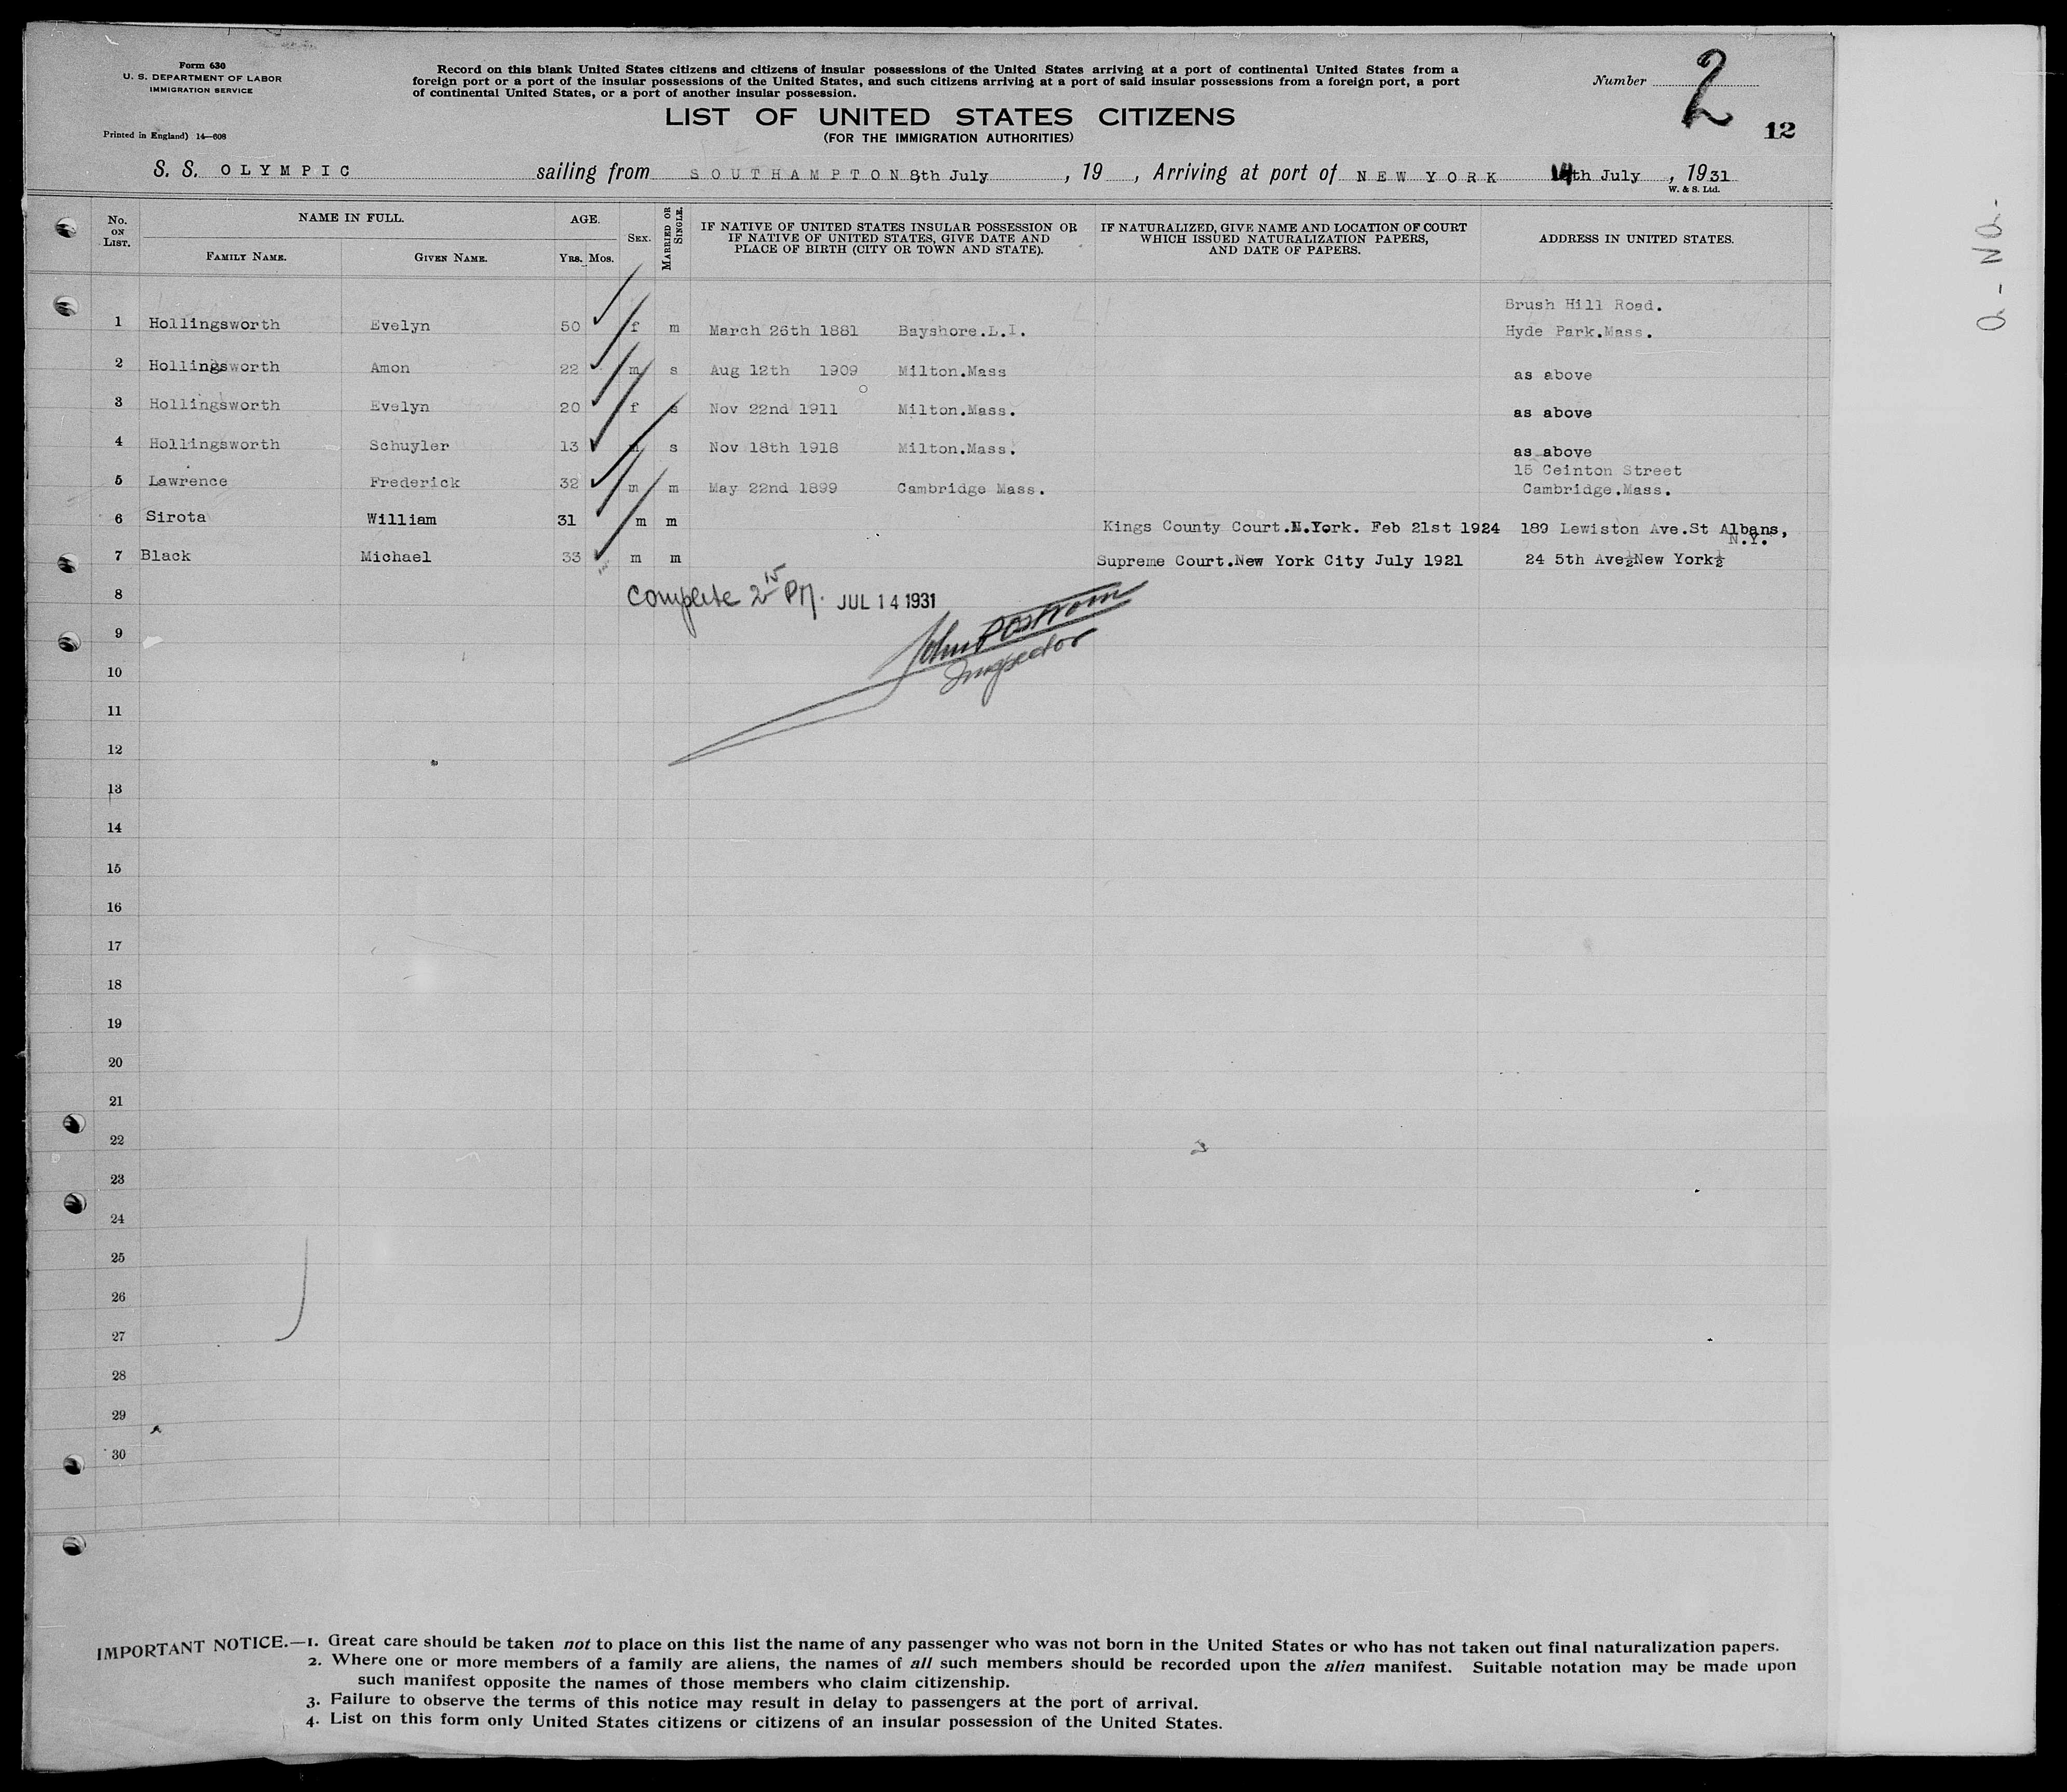 Form 630
U. S. DEPARTMENT OF LABOR
IMMIGRATION SERVICE
Printed in England) 14—608
Record on this blank United States citizens and citizens of insular possessions of the United States arriving at a port of continental United States from a
foreign port or a port of the insular possessions of the United States, and such citizens arriving at a port of said insular possessions from a foreign port, a port
of continental United States, or a port of another insular possession.
LIST OF UNITED STATES CITIZENS
(FOR THE IMMIGRATION AUTHORITIES)
Number 2
12
S. S. OLYMPIC sailing from SOUTHAMPTON 8th July , 19 , Arriving at port of NEW YORK 14th July , 1931
W. & S. Ltd.
No. ON LIST. NAME IN FULL. AGE. SEX. MARRIED OR SINGLE. IF NATIVE OF UNITED STATES INSULAR POSSESSION OR IF NATIVE OF UNITED STATES, GIVE DATE AND PLACE OF BIRTH (CITY OR TOWN AND STATE). IF NATURALIZED, GIVE NAME AND LOCATION OF COURT WHICH ISSUED NATURALIZATION PAPERS, AND DATE OF PAPERS. ADDRESS IN UNITED STATES.
FAMILY NAME. GIVEN NAME. YRS. MOS.
Brush Hill Road.
1 Hollingsworth Evelyn 50 f m March 26th 1881 Bayshore.L.I. Hyde Park.Mass.
2 Hollingsworth Amon 22 m s Aug 12th 1909 Milton.Mass as above
3 Hollingsworth Evelyn 20 f s Nov 22nd 1911 Milton.Mass. as above
4 Hollingsworth Schuyler 13 m s Nov 18th 1918 Milton.Mass. as above
15 Ceinton Street
5 Lawrence Frederick 32 m m May 22nd 1899 Cambridge Mass. Cambridge.Mass.
6 Sirota William 31 m m Kings County Court.N.York. Feb 21st 1924 189 Lewiston Ave.St Albans,
N.Y.
7 Black Michael 33 m m Supreme Court.New York City July 1921 24 5th Ave½New York½
8 Complete 2 15 PM. JUL 14 1931
9
Inspector
10
11
12
13
14
15
16
17
18
19
20
21
22
23
24
25
26
27
28
29
30
IMPORTANT NOTICE.—1. Great care should be taken not to place on this list the name of any passenger who was not born in the United States or who has not taken out final naturalization papers.
2. Where one or more members of a family are aliens, the names of all such members should be recorded upon the alien manifest. Suitable notation may be made upon
such manifest opposite the names of those members who claim citizenship.
3. Failure to observe the terms of this notice may result in delay to passengers at the port of arrival.
4. List on this form only United States citizens or citizens of an insular possession of the United States.